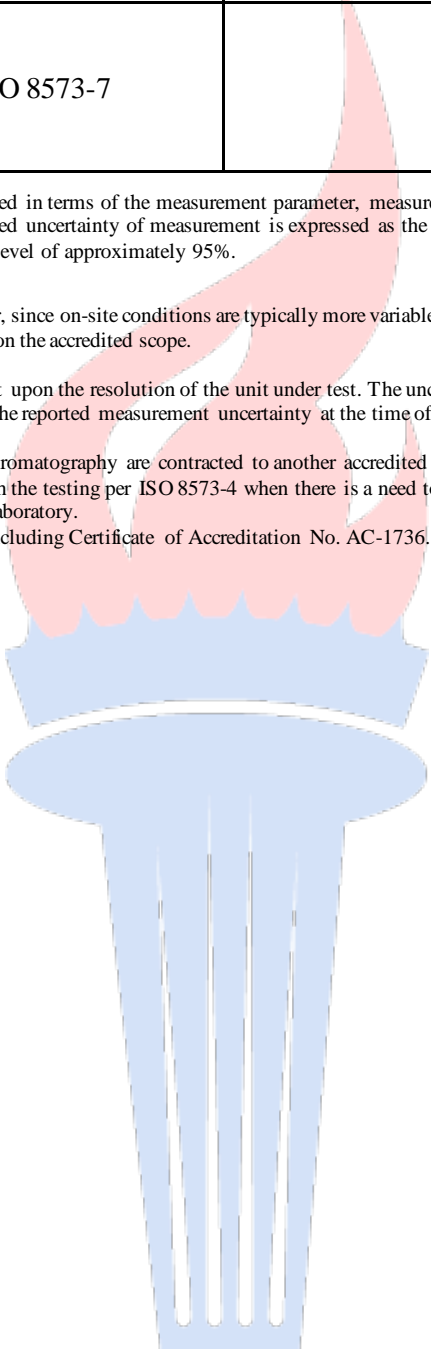 O 8573-7
ed in terms of the measurement parameter, measure
ed uncertainty of measurement is expressed as the
evel of approximately 95%.
, since on-site conditions are typically more variable
on the accredited scope.
t upon the resolution of the unit under test. The unc
he reported measurement uncertainty at the time of
romatography are contracted to another accredited
n the testing per ISO 8573-4 when there is a need to
aboratory.
cluding Certificate of Accreditation No. AC-1736.